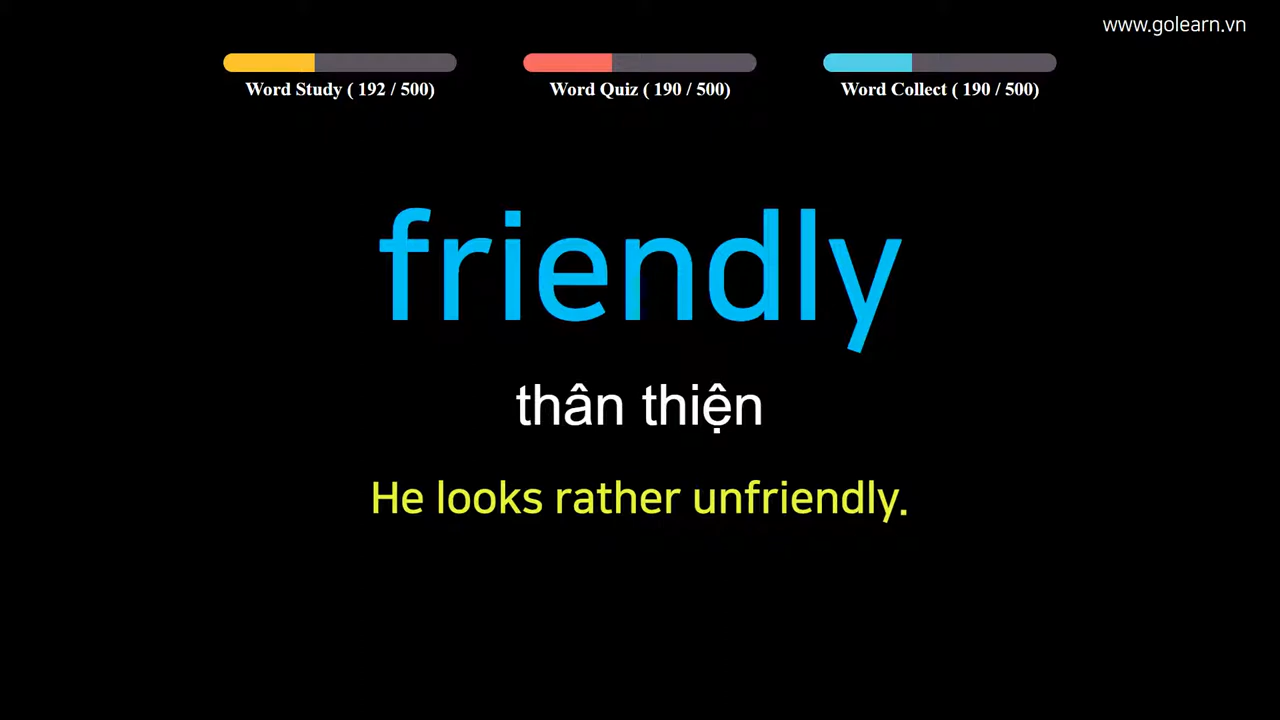 www.golearn.vn
Word Study ( 192 / 500)
Word Quiz ( 190 / 500)
Word Collect ( 190 / 500)
friendly
thân thiện
He looks rather unfriendly.